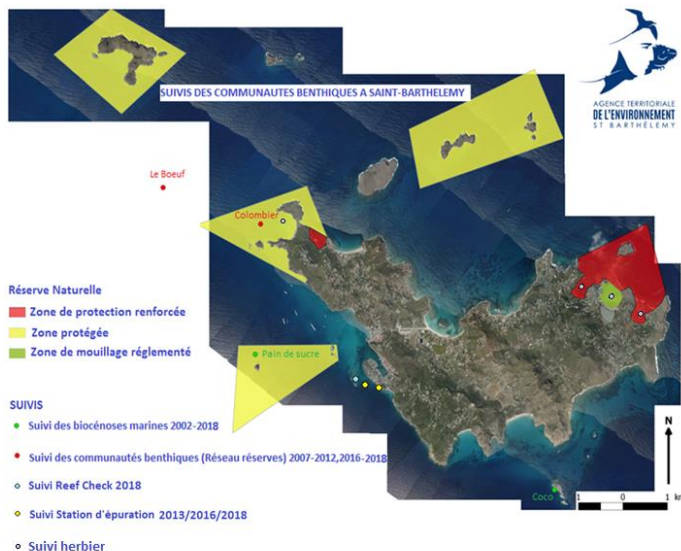 SUIVIS DES COMMUNAUTES BENTHIQUES A SAINT-BARTHELEMY
AGENCE TERRITORIALE
DE L'ENVIRONNEMENT
ST BARTHÉLEMY
Le Boeuf
Colombier
Réserve Naturelle
Zone de protection renforcée
Zone protégée
Zone de mouillage réglementé
Pain de sucre
SUIVIS
Suivi des biocénoses marines 2002-2018
Suivi des communautés benthiques (Réseau réserves) 2007-2012,2016-2018
Suivi Reef Check 2018
Suivi Station d'épuration 2013/2016/2018
Suivi herbier
Coco
N
1 0 1 km